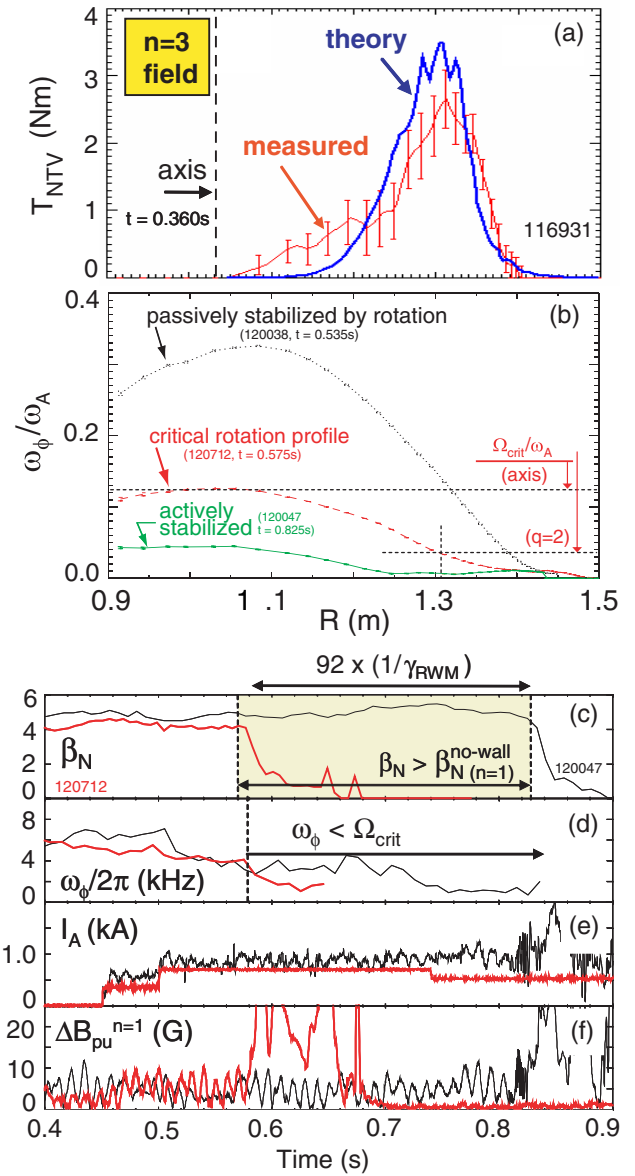 4
3
2
1
0
T_NTV (Nm)
n=3
field
theory
(a)
axis
measured
t = 0.360s
116931
0.4
0.2
0.0
ω_ϕ/ω_A
(b)
passively stabilized by rotation
(120038, t = 0.535s)
critical rotation profile
(120712, t = 0.575s)
Ω_crit/ω_A
(axis)
actively
stabilized
(120047
t = 0.825s)
(q=2)
0.9 1 .1 1.3 1.5
R (m)
92 x (1/γ_RWM)
6
4
2
0
(c)
β_N
β_N > β_N (n=1)^no-wall
120712
120047
8
4
0
(d)
ω_ϕ < Ω_crit
ω_ϕ/2π (kHz)
1.0
0
I_A (kA)
(e)
20
10
0
ΔB_pu^n=1 (G)
(f)
0.4 0.5 0.6 0.7 0.8 0.9
Time (s)